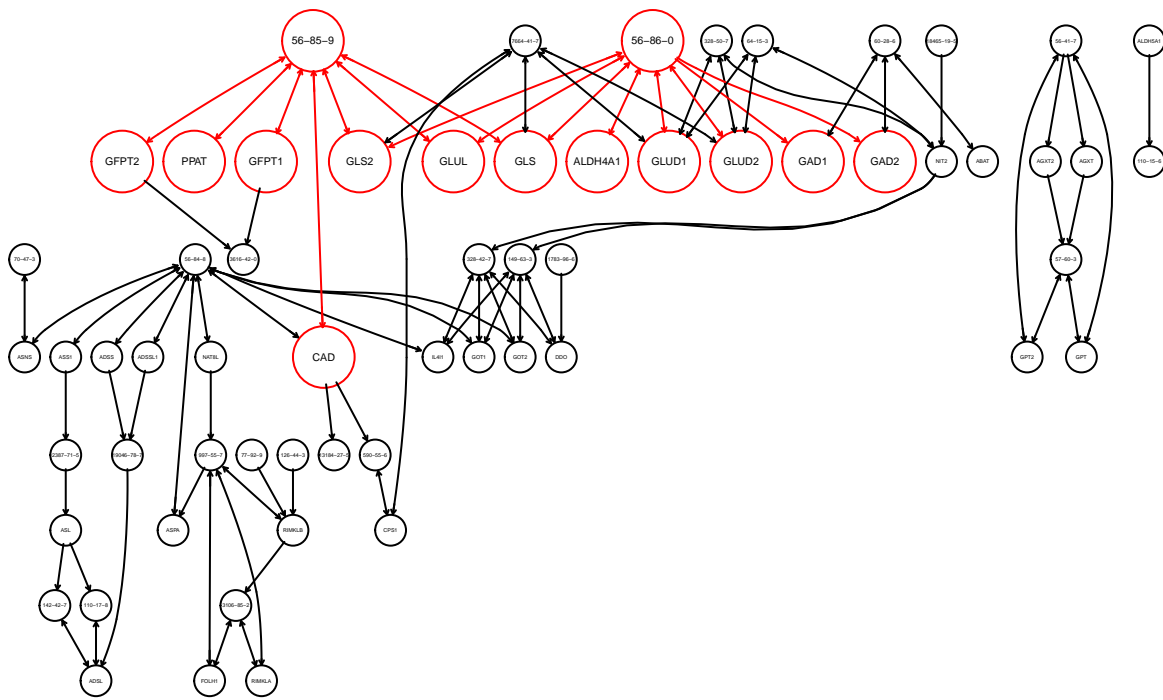 56−85−9
7664−41−7
56−86−0
328−50−7
64−15−3
60−28−6
18465−19−5
56−41−7
ALDH5A1
GFPT2
PPAT
GFPT1
GLS2
GLUL
GLS
ALDH4A1
GLUD1
GLUD2
GAD1
GAD2
NIT2
ABAT
AGXT2
AGXT
110−15−6
70−47−3
56−84−8
3616−42−0
328−42−7
149−63−3
1783−96−6
57−60−3
ASNS
ASS1
ADSS
ADSSL1
NAT8L
CAD
IL4I1
GOT1
GOT2
DDO
GPT2
GPT
2387−71−5
19046−78−7
997−55−7
77−92−9
126−44−3
13184−27−5
590−55−6
ASL
ASPA
RIMKLB
CPS1
142−42−7
110−17−8
3106−85−2
ADSL
FOLH1
RIMKLA